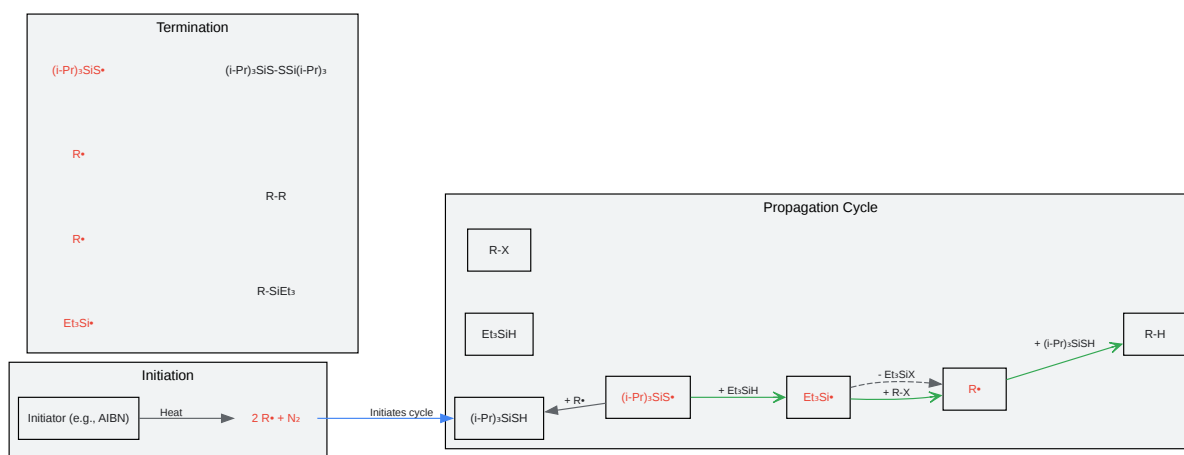 Termination
(i-Pr)₃SiS•
(i-Pr)₃SiS-SSi(i-Pr)₃
R•
R-R
R•
R-SiEt₃
Et₃Si•
Initiation
Initiator (e.g., AIBN)
Heat
2 R• + N₂
Initiates cycle
Propagation Cycle
R-X
Et₃SiH
(i-Pr)₃SiSH
+ R•
(i-Pr)₃SiS•
+ Et₃SiH
Et₃Si•
- Et₃SiX
+ R-X
R•
+ (i-Pr)₃SiSH
R-H